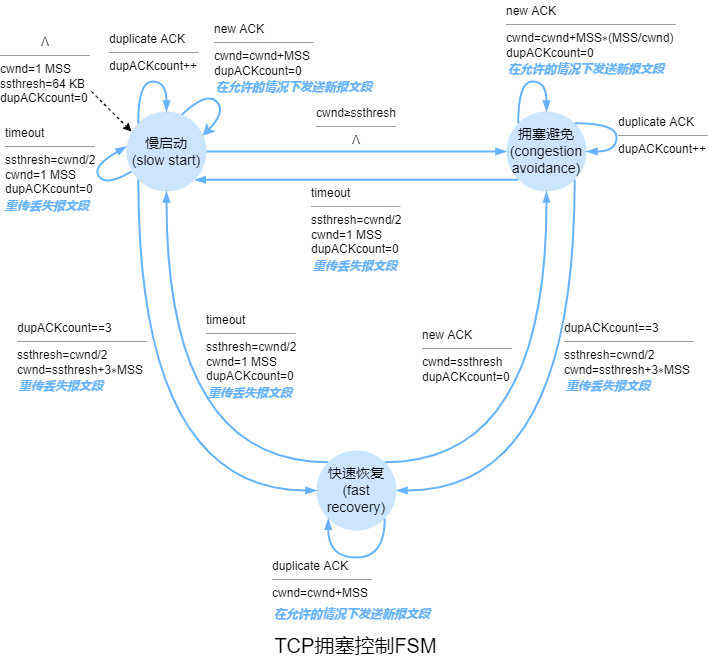 Λ
cwnd=1 MSS
ssthresh=64 KB
dupACKcount=0
duplicate ACK
dupACKcount++
new ACK
cwnd=cwnd+MSS
dupACKcount=0
在允许的情况下发送新报文段
new ACK
cwnd=cwnd+MSS*(MSS/cwnd)
dupACKcount=0
在允许的情况下发送新报文段
timeout
ssthresh=cwnd/2
cwnd=1 MSS
dupACKcount=0
重传丢失报文段
慢启动
(slow start)
cwnd≥ssthresh
Λ
拥塞避免
(congestion
avoidance)
duplicate ACK
dupACKcount++
timeout
ssthresh=cwnd/2
cwnd=1 MSS
dupACKcount=0
重传丢失报文段
dupACKcount==3
ssthresh=cwnd/2
cwnd=ssthresh+3*MSS
重传丢失报文段
timeout
ssthresh=cwnd/2
cwnd=1 MSS
dupACKcount=0
重传丢失报文段
new ACK
cwnd=ssthresh
dupACKcount=0
dupACKcount==3
ssthresh=cwnd/2
cwnd=ssthresh+3*MSS
重传丢失报文段
快速恢复
(fast
recovery)
duplicate ACK
cwnd=cwnd+MSS
在允许的情况下发送新报文段
TCP拥塞控制FSM